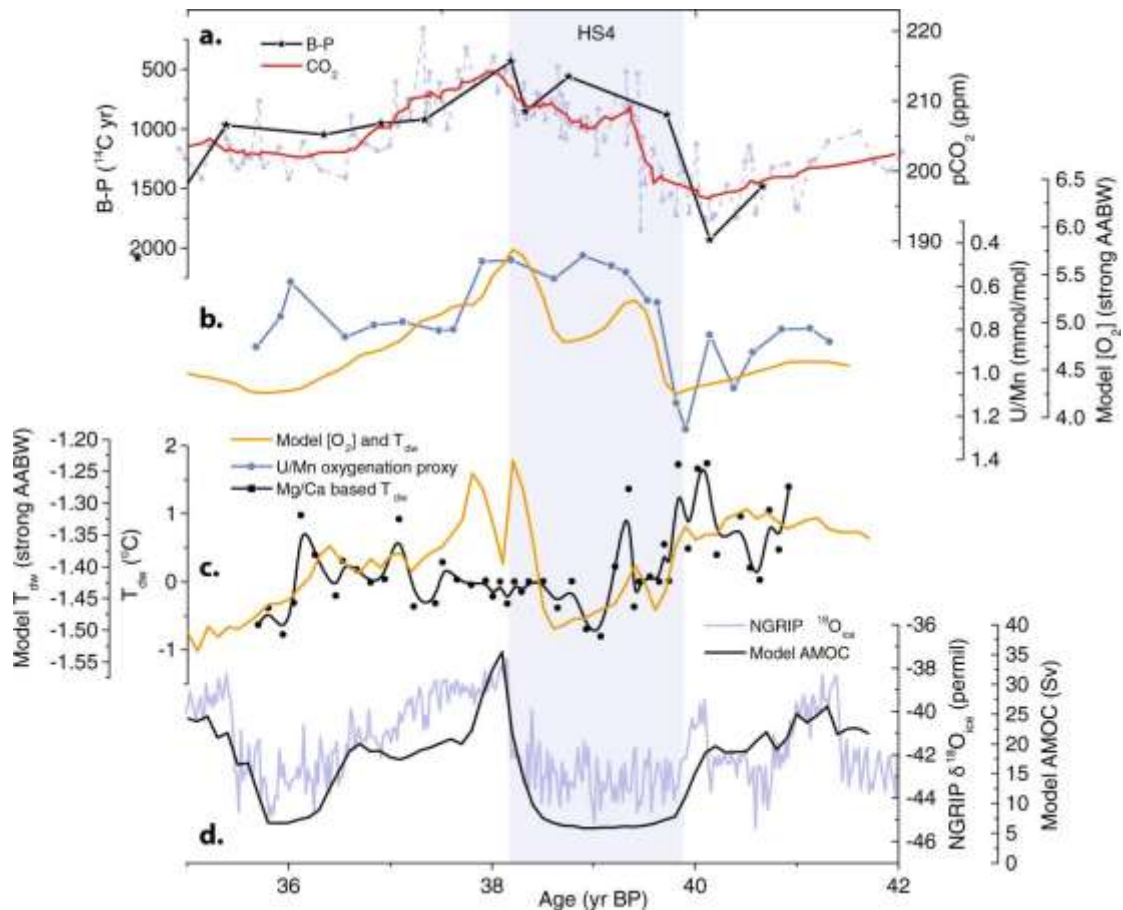 a.
HS4
B-P
CO2
500
1000
1500
2000
B-P (14C yr)
220
210
200
190
pCO2 (ppm)
b.
0.4
0.6
0.8
1.0
1.2
1.4
U/Mn (mmol/mol)
6.5
6.0
5.5
5.0
4.5
4.0
Model [O2] (strong AABW)
Model [O2] and Tdw
U/Mn oxygenation proxy
Mg/Ca based Tdw
-1.20
-1.25
-1.30
-1.35
-1.40
-1.45
-1.50
-1.55
Model Tdw (strong AABW)
2
1
0
-1
Tdw (ºC)
c.
NGRIP 18Oice
Model AMOC
-36
-38
-40
-42
-44
-46
NGRIP δ 18Oice (permil)
40
35
30
25
20
15
10
5
0
Model AMOC (Sv)
d.
36
38
40
42
Age (yr BP)